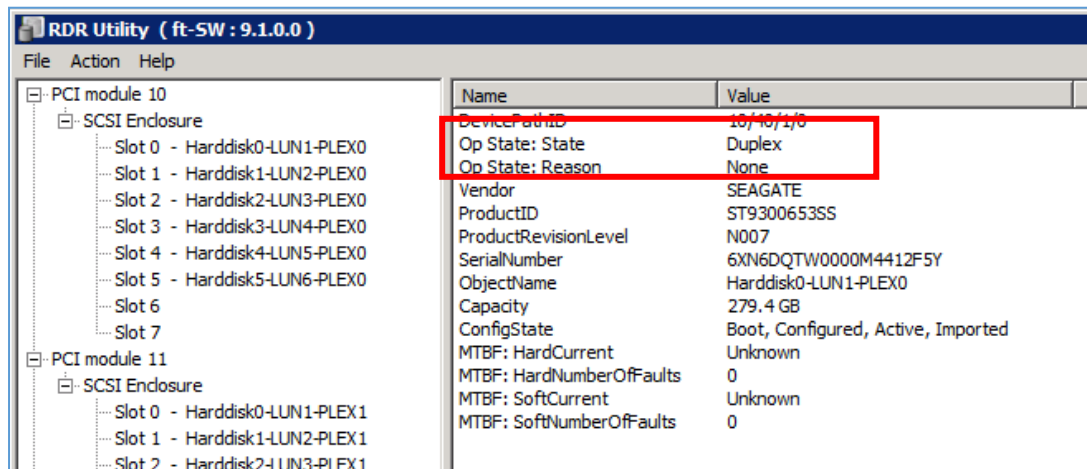 RDR Utility ( ft-SW : 9.1.0.0 )
File Action Help
PCI module 10
SCSI Enclosure
Slot 0 - Harddisk0-LUN1-PLEX0
Slot 1 - Harddisk1-LUN2-PLEX0
Slot 2 - Harddisk2-LUN3-PLEX0
Slot 3 - Harddisk3-LUN4-PLEX0
Slot 4 - Harddisk4-LUN5-PLEX0
Slot 5 - Harddisk5-LUN6-PLEX0
Slot 6
Slot 7
PCI module 11
SCSI Enclosure
Slot 0 - Harddisk0-LUN1-PLEX1
Slot 1 - Harddisk1-LUN2-PLEX1
Slot 2 - Harddisk2-LUN3-PLEX1
Name Value
DevicePathID 10/40/1/0
Op State: State Duplex
Op State: Reason None
Vendor SEAGATE
ProductID ST9300653SS
ProductRevisionLevel N007
SerialNumber 6XN6DQTW0000M4412F5Y
ObjectName Harddisk0-LUN1-PLEX0
Capacity 279.4 GB
ConfigState Boot, Configured, Active, Imported
MTBF: HardCurrent Unknown
MTBF: HardNumberOfFaults 0
MTBF: SoftCurrent Unknown
MTBF: SoftNumberOfFaults 0